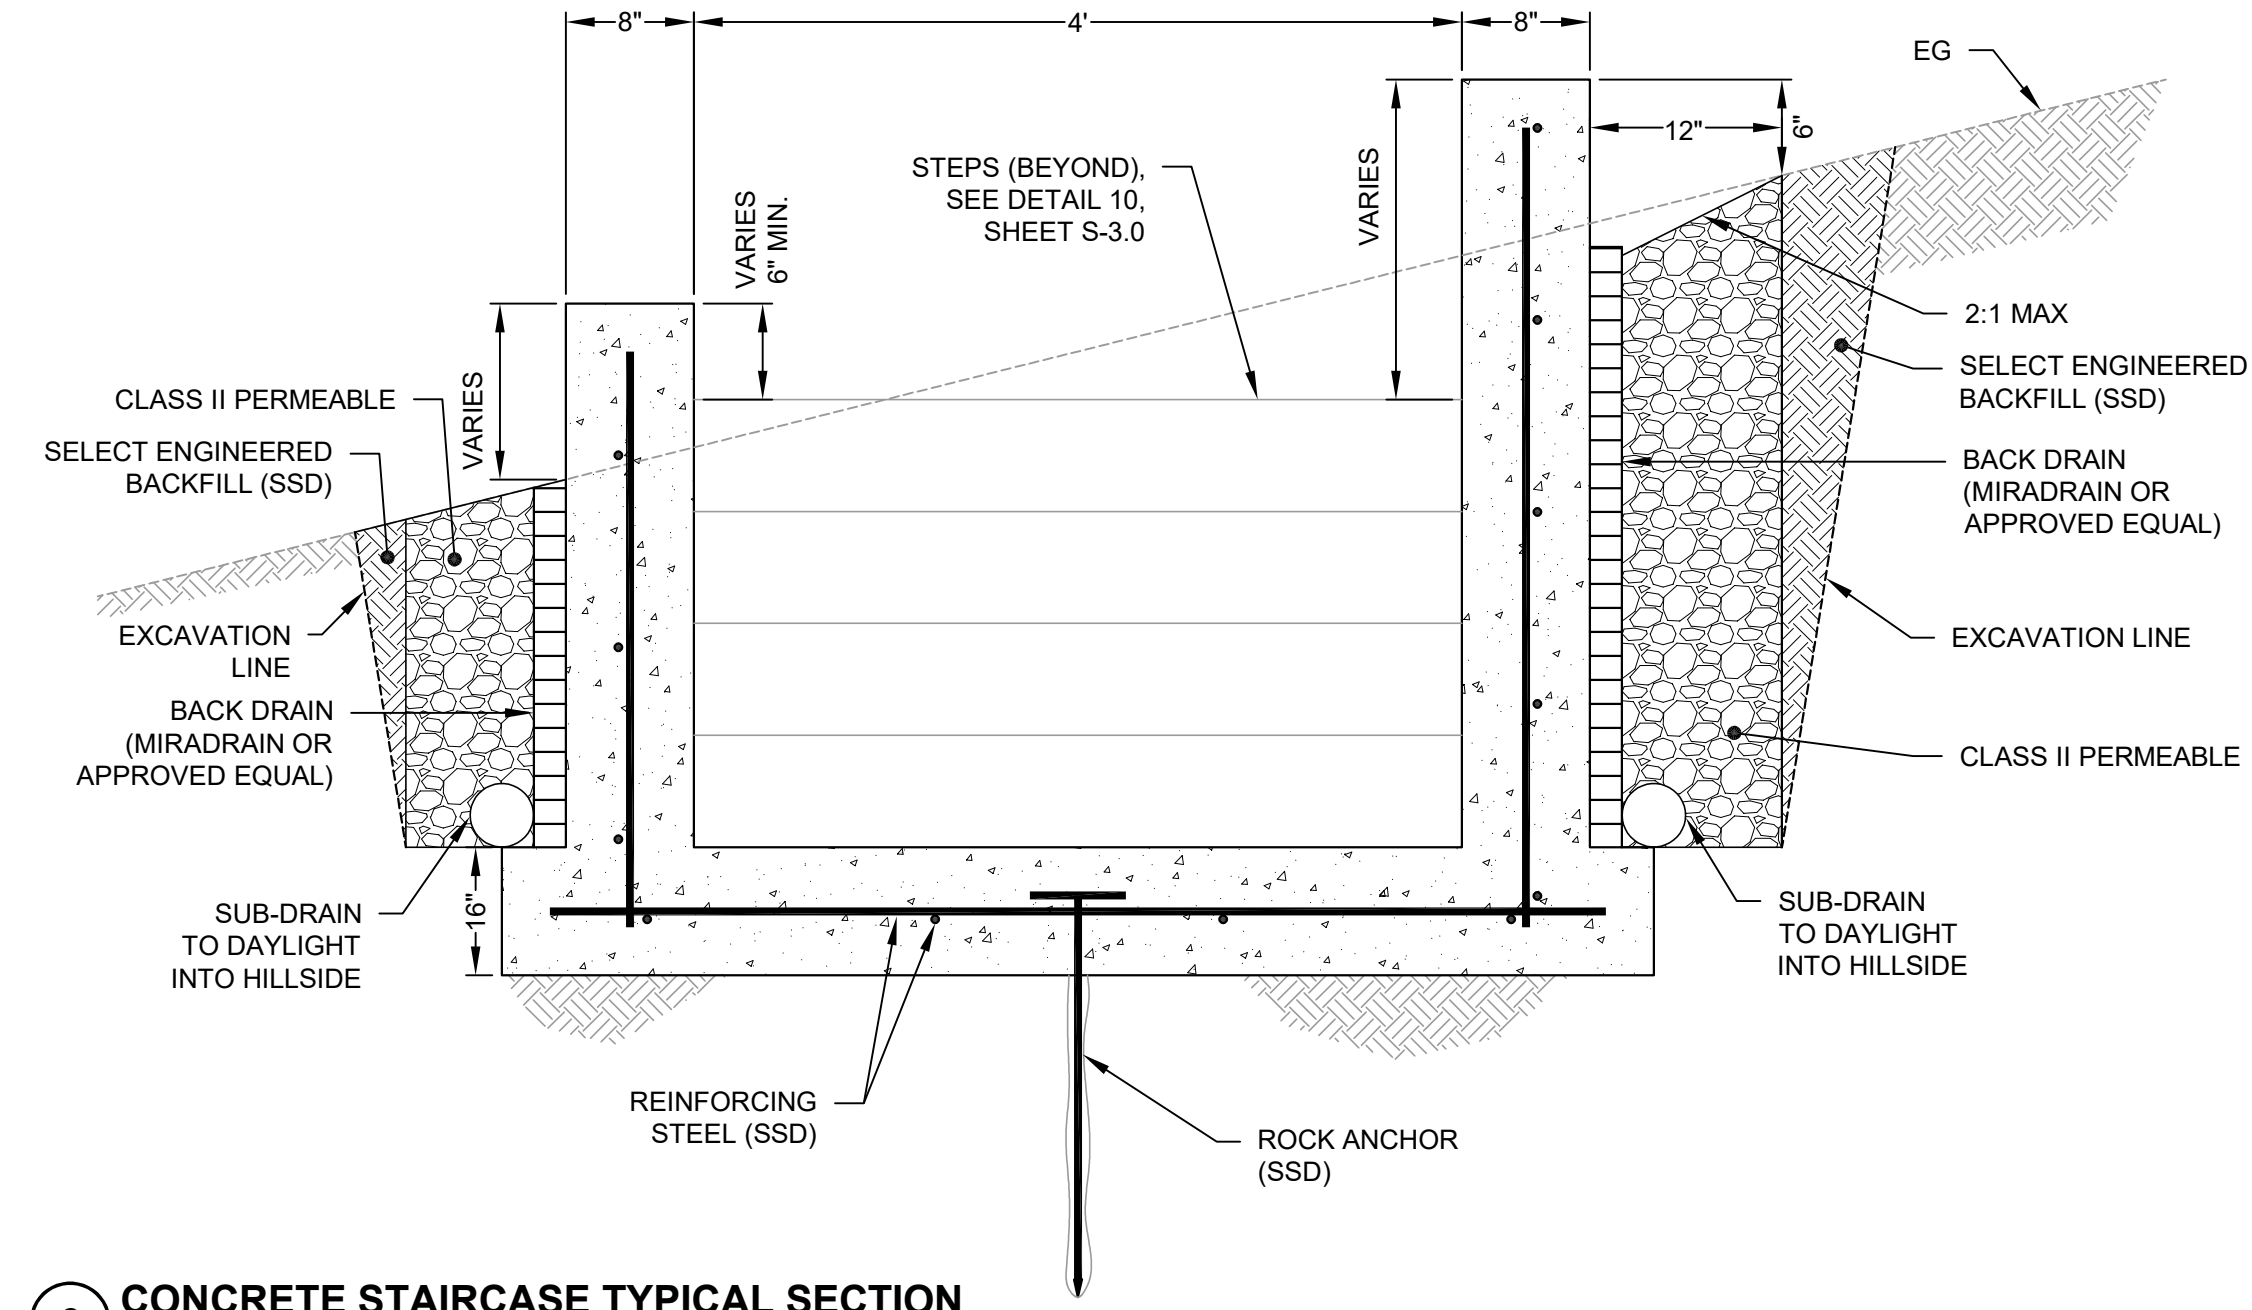 8"
4'
8"
EG
12"
6"
STEPS (BEYOND),
SEE DETAIL 10,
SHEET S-3.0
VARIES
VARIES
6" MIN.
2:1 MAX
SELECT ENGINEERED
BACKFILL (SSD)
CLASS II PERMEABLE
VARIES
SELECT ENGINEERED
BACKFILL (SSD)
BACK DRAIN
(MIRADRAIN OR
APPROVED EQUAL)
EXCAVATION
LINE
EXCAVATION LINE
BACK DRAIN
(MIRADRAIN OR
APPROVED EQUAL)
CLASS II PERMEABLE
16"
SUB-DRAIN
TO DAYLIGHT
INTO HILLSIDE
SUB-DRAIN
TO DAYLIGHT
INTO HILLSIDE
REINFORCING
STEEL (SSD)
ROCK ANCHOR
(SSD)
CONCRETE STAIRCASE TYPICAL SECTION